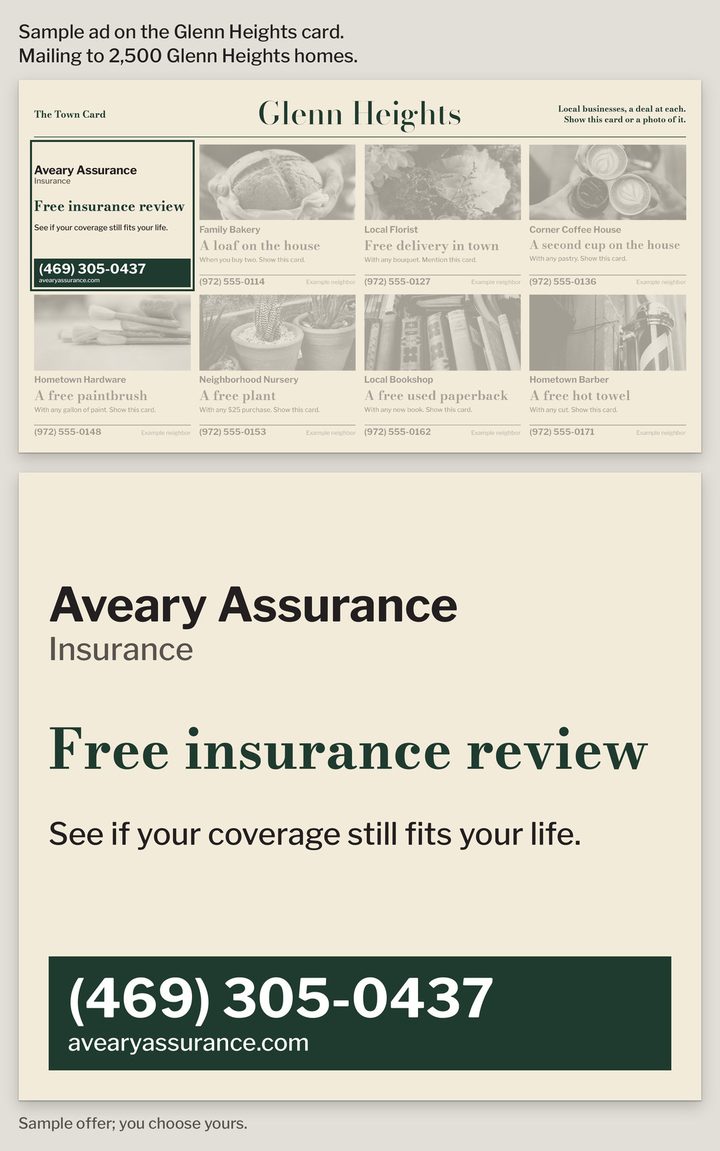 Sample ad on the Glenn Heights card.
Mailing to 2,500 Glenn Heights homes.
The Town Card
Glenn Heights
Local businesses, a deal at each.
Show this card or a photo of it.
Aveary Assurance
Insurance
Free insurance review
See if your coverage still fits your life.
(469) 305-0437
avearyassurance.com
Family Bakery
A loaf on the house
When you buy two. Show this card.
(972) 555-0114
Example neighbor
Local Florist
Free delivery in town
With any bouquet. Mention this card.
(972) 555-0127
Example neighbor
Corner Coffee House
A second cup on the house
With any pastry. Show this card.
(972) 555-0136
Example neighbor
Hometown Hardware
A free paintbrush
With any gallon of paint. Show this card.
(972) 555-0148
Example neighbor
Neighborhood Nursery
A free plant
With any $25 purchase. Show this card.
(972) 555-0153
Example neighbor
Local Bookshop
A free used paperback
With any new book. Show this card.
(972) 555-0162
Example neighbor
Hometown Barber
A free hot towel
With any cut. Show this card.
(972) 555-0171
Example neighbor
Aveary Assurance
Insurance
Free insurance review
See if your coverage still fits your life.
(469) 305-0437
avearyassurance.com
Sample offer; you choose yours.